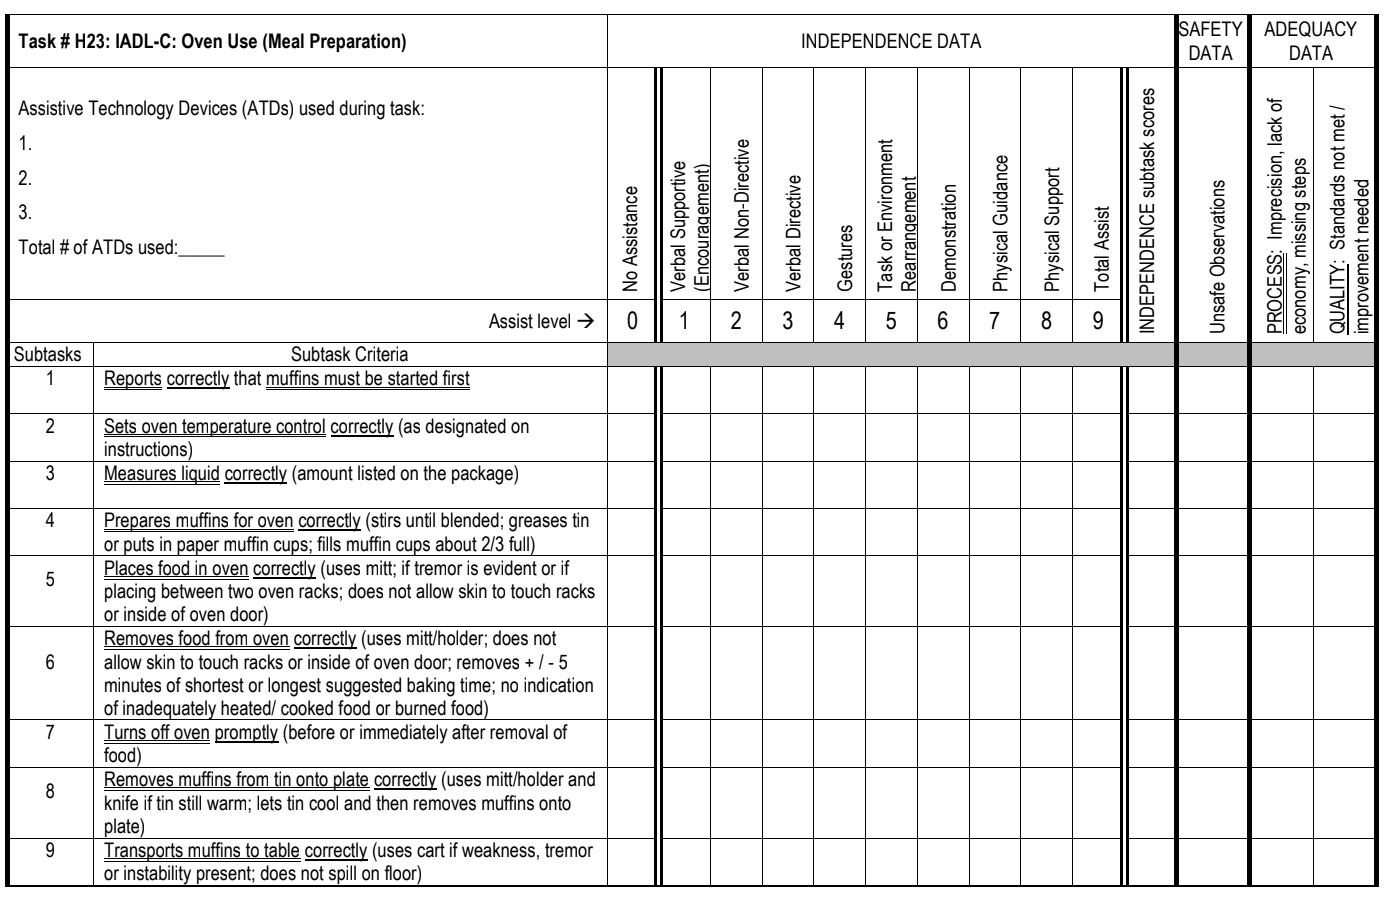 Task # H23: IADL-C: Oven Use (Meal Preparation)
INDEPENDENCE DATA
SAFETY
DATA
ADEQUACY
DATA
Assistive Technology Devices (ATDs) used during task:
1.
2.
3.
Total # of ATDs used:_____
No Assistance
Verbal Supportive
(Encouragement)
Verbal Non-Directive
Verbal Directive
Gestures
Task or Environment
Rearrangement
Demonstration
Physical Guidance
Physical Support
Total Assist
INDEPENDENCE subtask scores
Unsafe Observations
PROCESS: Imprecision, lack of
economy, missing steps
QUALITY: Standards not met /
improvement needed
Assist level →
0
1
2
3
4
5
6
7
8
9
Subtasks
Subtask Criteria
1
Reports correctly that muffins must be started first
2
Sets oven temperature control correctly (as designated on
instructions)
3
Measures liquid correctly (amount listed on the package)
4
Prepares muffins for oven correctly (stirs until blended; greases tin
or puts in paper muffin cups; fills muffin cups about 2/3 full)
5
Places food in oven correctly (uses mitt; if tremor is evident or if
placing between two oven racks; does not allow skin to touch racks
or inside of oven door)
6
Removes food from oven correctly (uses mitt/holder; does not
allow skin to touch racks or inside of oven door; removes + / - 5
minutes of shortest or longest suggested baking time; no indication
of inadequately heated/ cooked food or burned food)
7
Turns off oven promptly (before or immediately after removal of
food)
8
Removes muffins from tin onto plate correctly (uses mitt/holder and
knife if tin still warm; lets tin cool and then removes muffins onto
plate)
9
Transports muffins to table correctly (uses cart if weakness, tremor
or instability present; does not spill on floor)